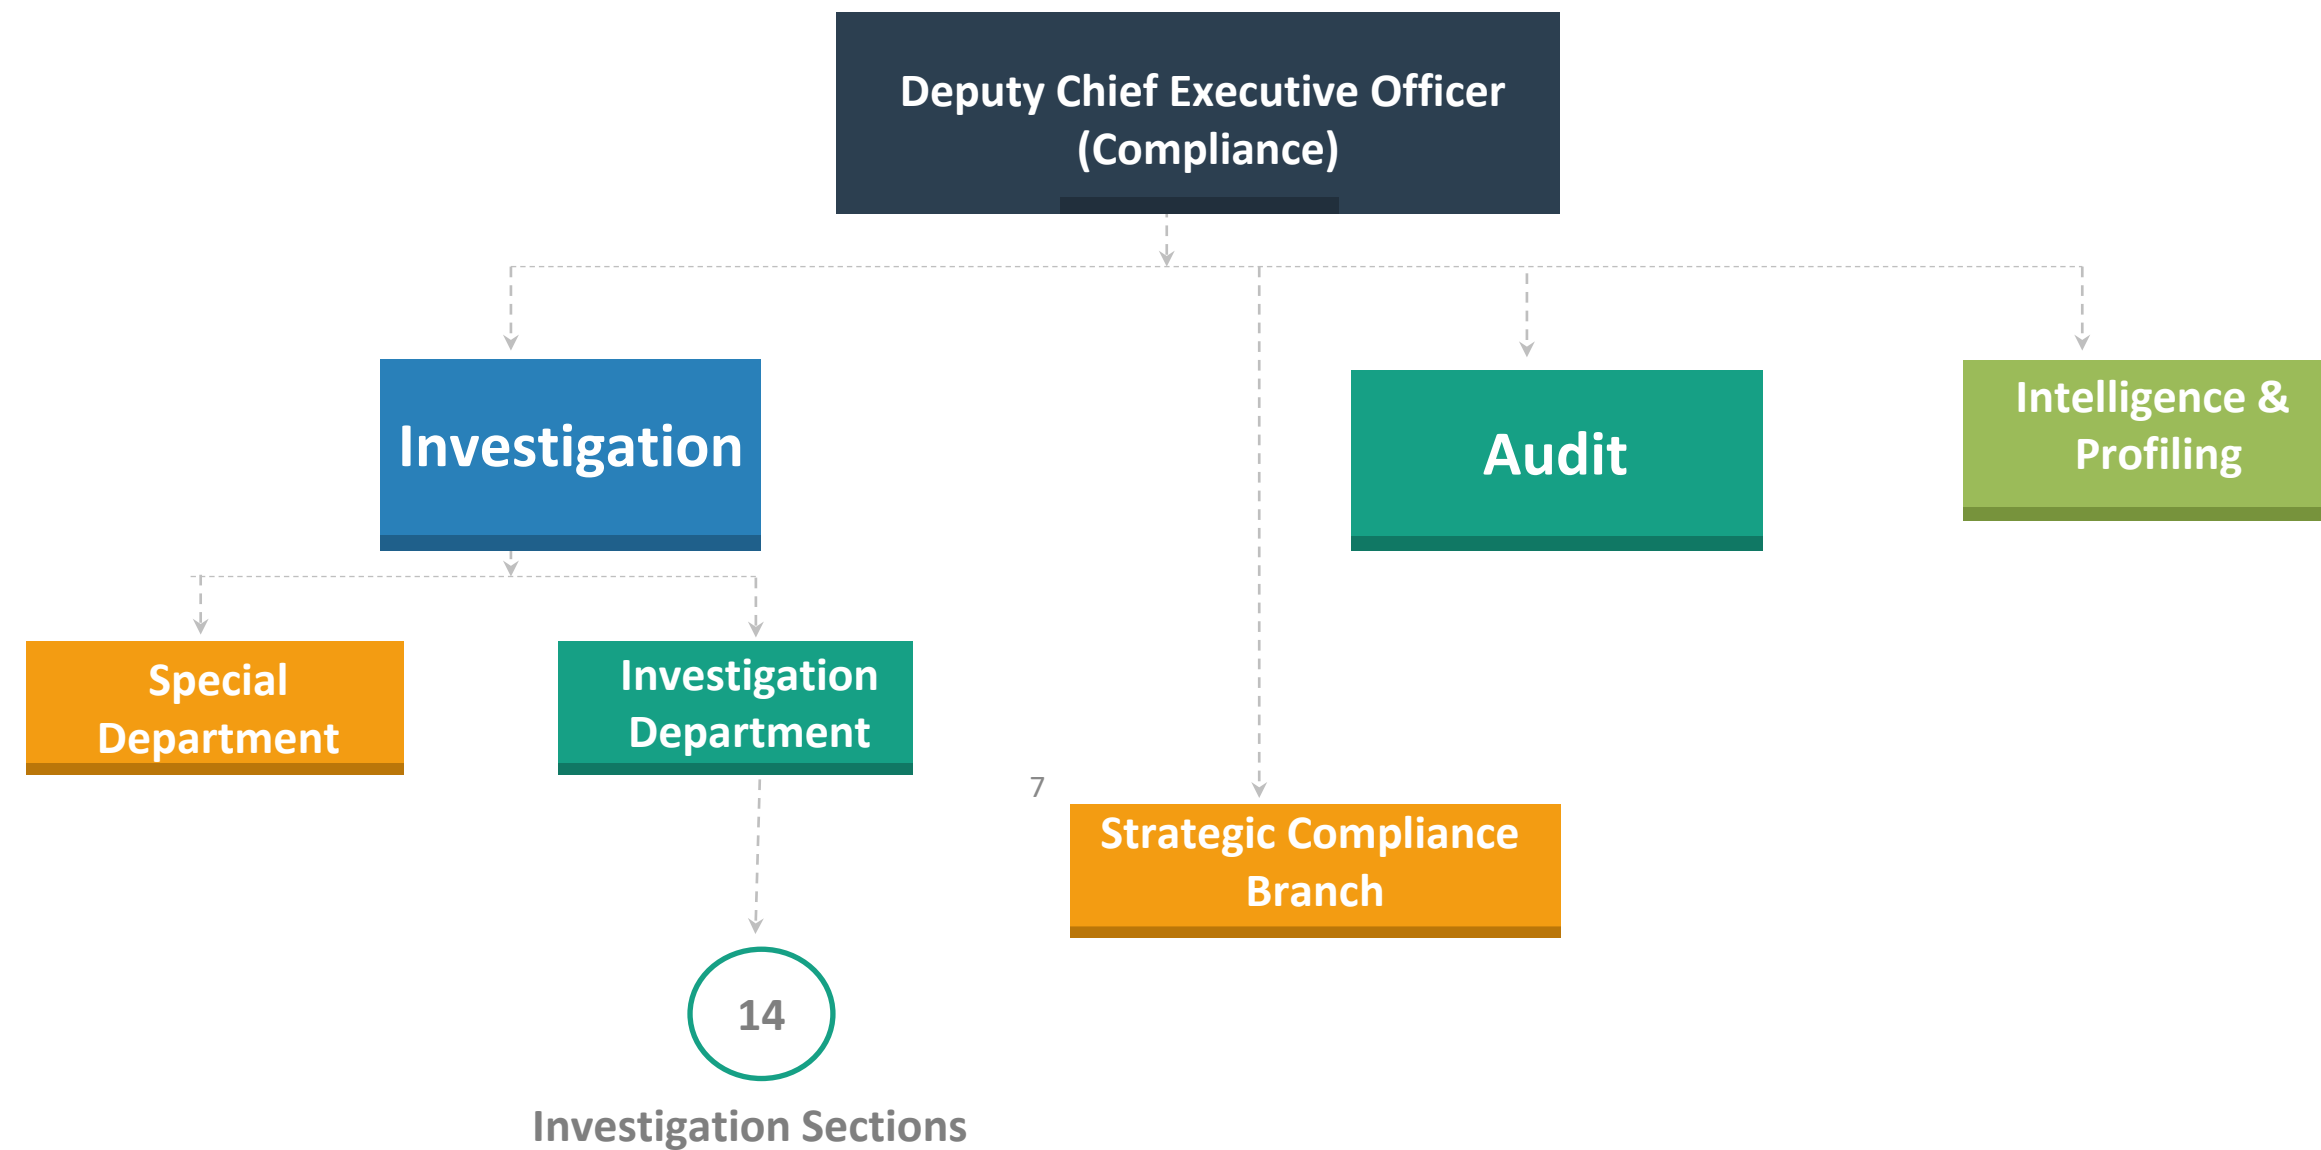 Deputy Chief Executive Officer
(Compliance)
Investigation
Audit
Intelligence &
Profiling
Special
Department
Investigation
Department
7
Strategic Compliance
Branch
14
Investigation Sections